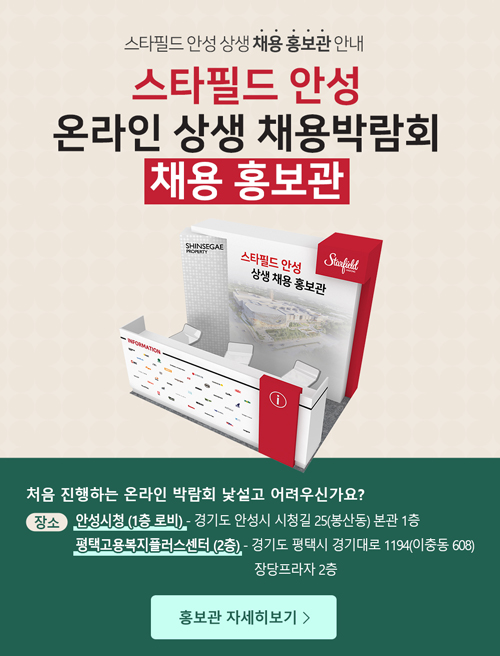 스타필드 안성 상생 채용 홍보관 안내
스타필드 안성
온라인 상생 채용박람회
채용 홍보관
SHINSEGAE
PROPERTY
Starfield
스타필드 안성
상생 채용 홍보관
INFORMATION
i
처음 진행하는 온라인 박람회 낯설고 어려우신가요?
장소 안성시청 (1층 로비) - 경기도 안성시 시청길 25(봉산동) 본관 1층
평택고용복지플러스센터 (2층) - 경기도 평택시 경기대로 1194(이충동 608)
장당프라자 2층
홍보관 자세히보기 >